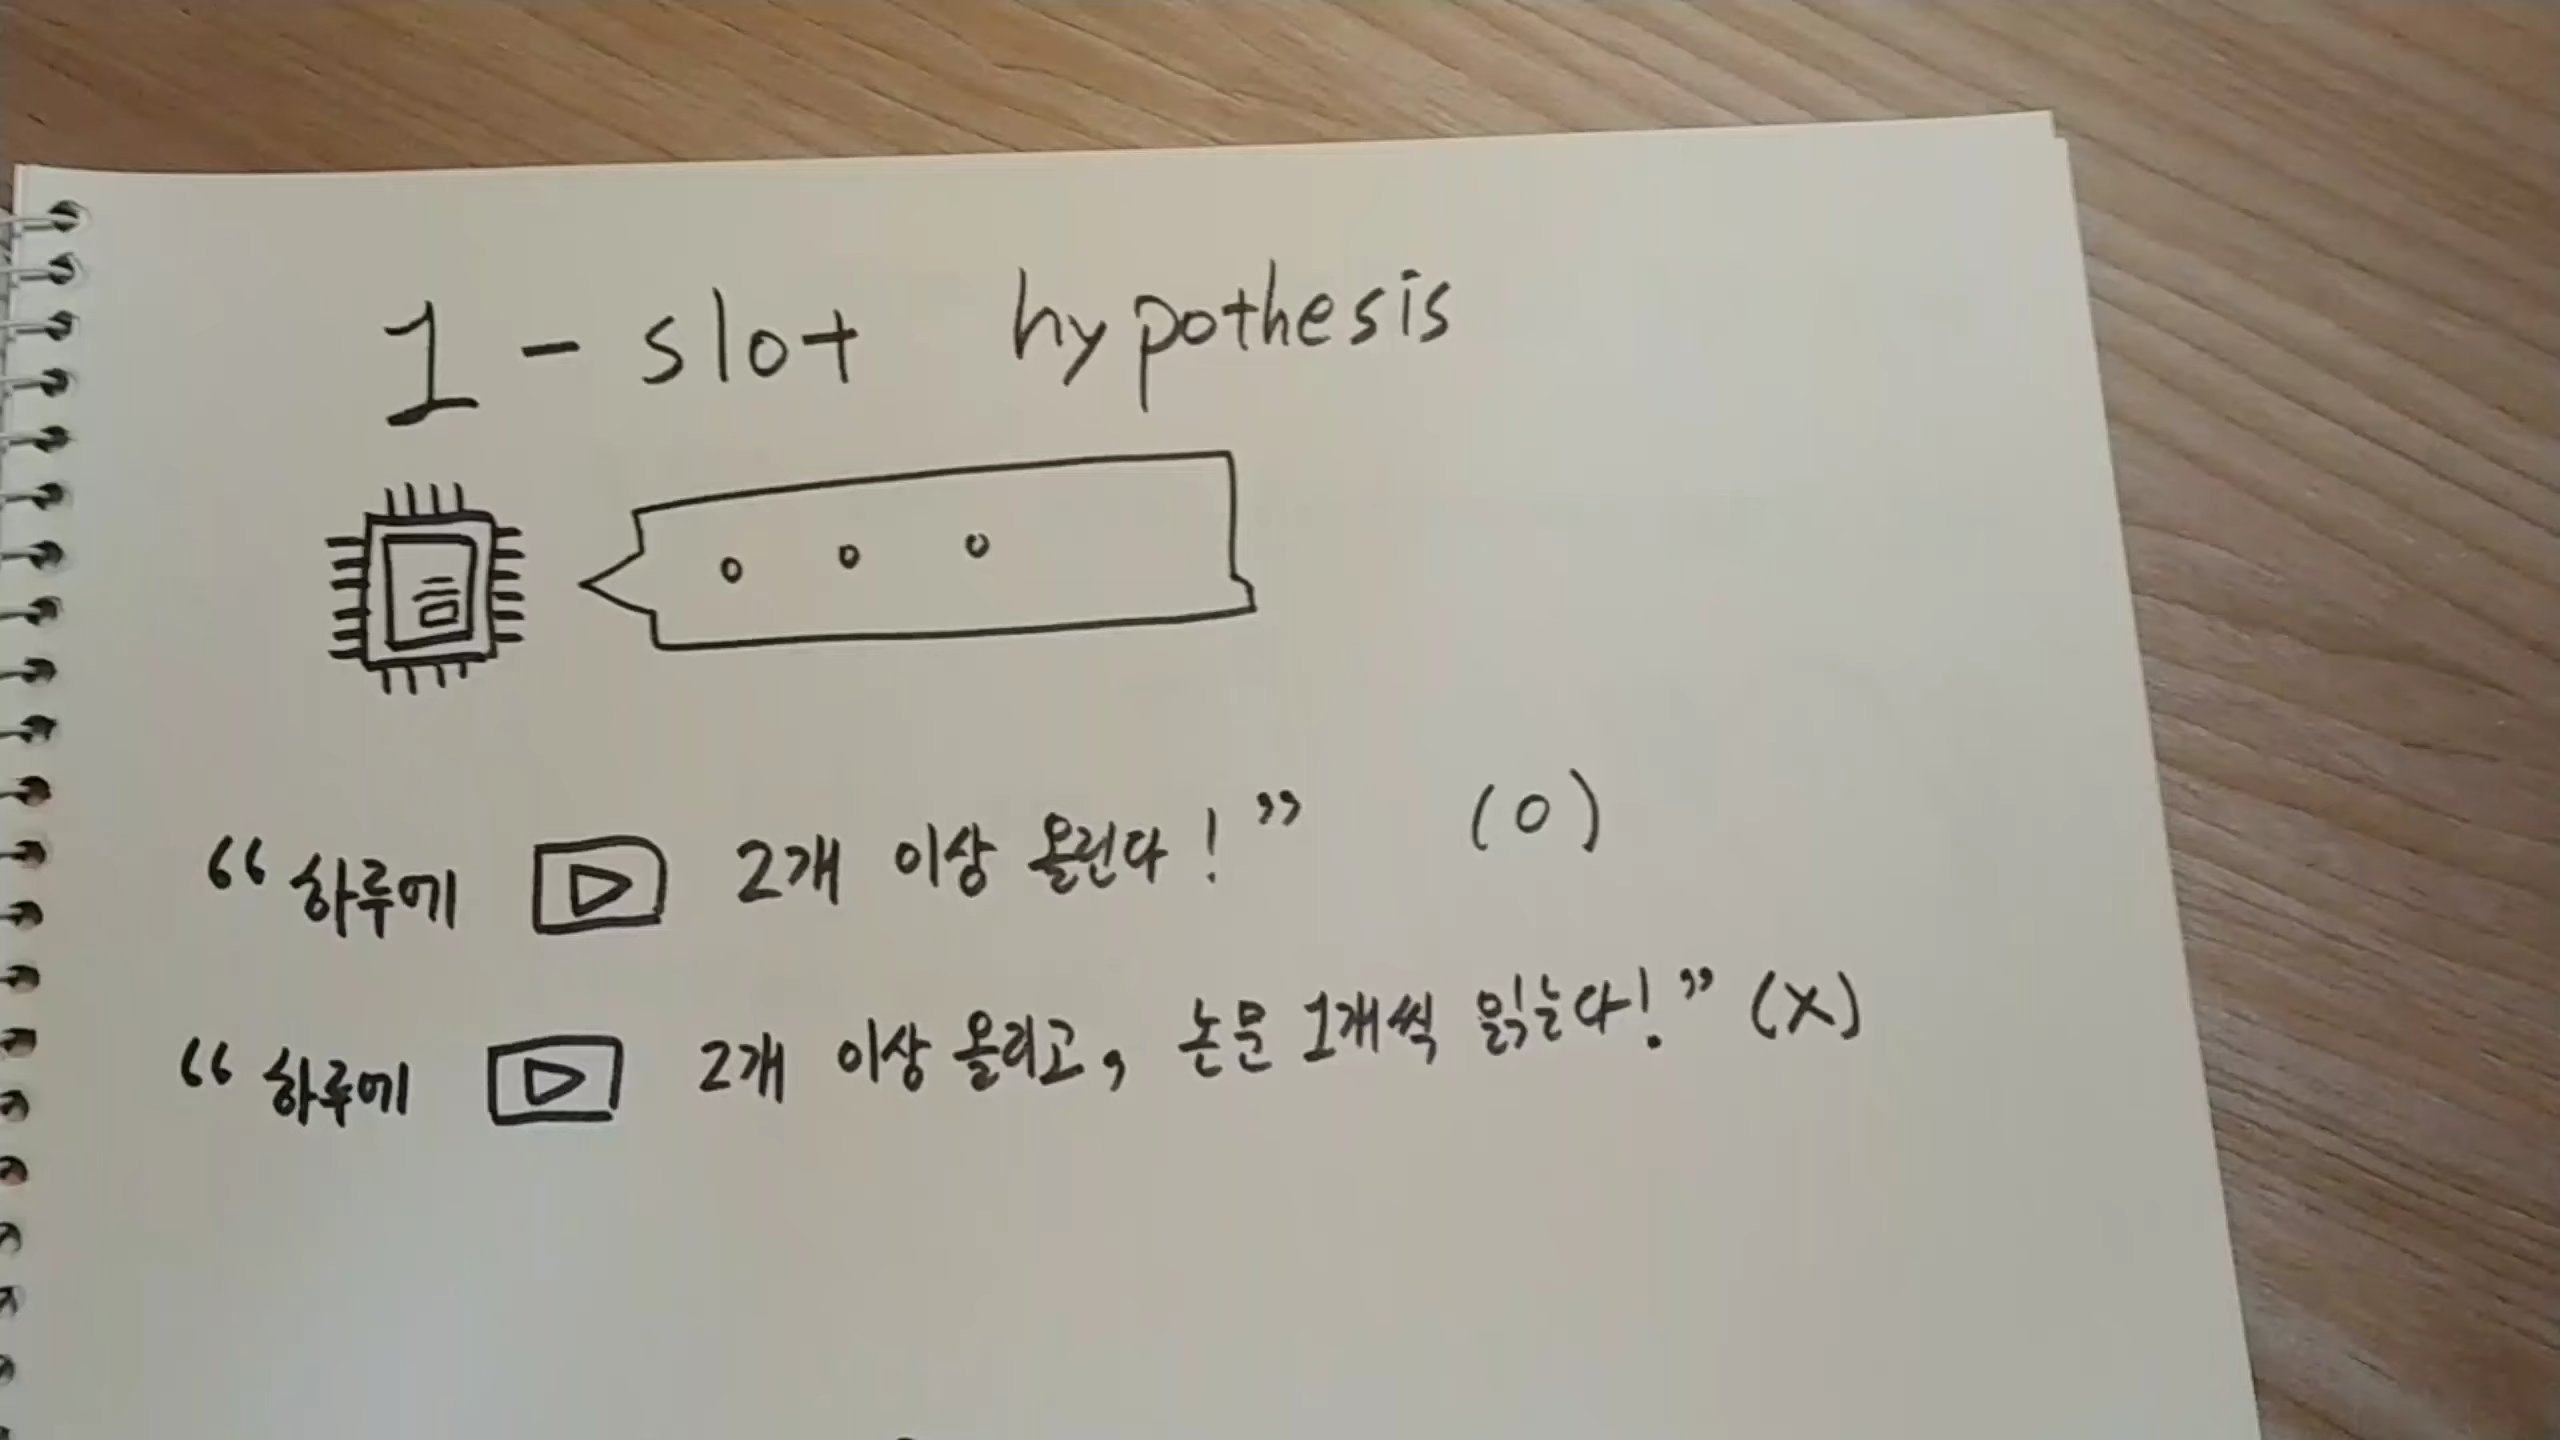 1 - slot hypothesis
“하루에 2개 이상 올린다!” (O)
“하루에 2개 이상 올리고, 논문 1개씩 읽는다!” (X)